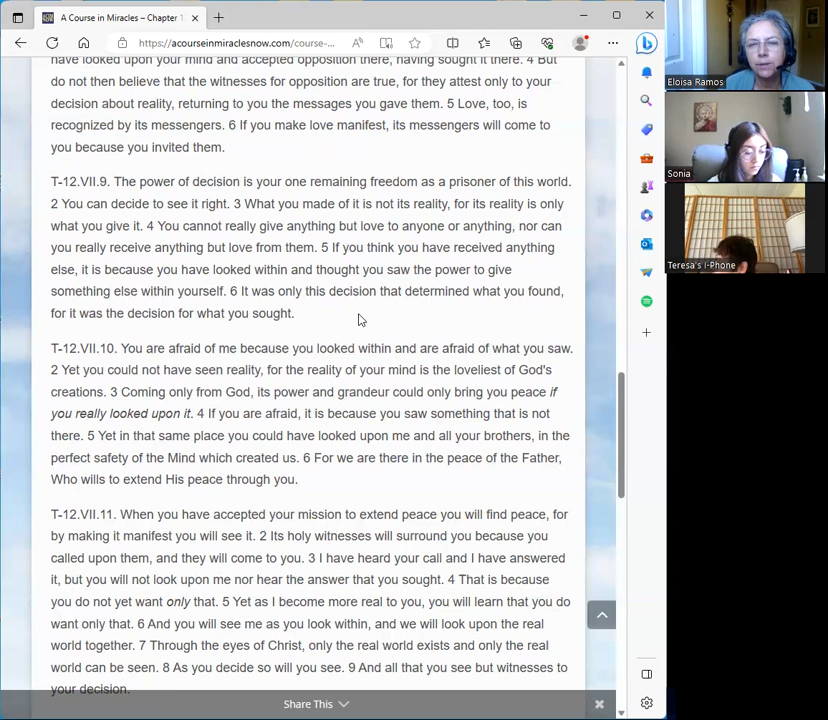 A Course in Miracles – Chapter 1
https://acourseinmiraclesnow.com/course-...
have looked upon your mind and accepted opposition there, having sought it there. 4 But
do not then believe that the witnesses for opposition are true, for they attest only to your
decision about reality, returning to you the messages you gave them. 5 Love, too, is
recognized by its messengers. 6 If you make love manifest, its messengers will come to
you because you invited them.
T-12.VII.9. The power of decision is your one remaining freedom as a prisoner of this world.
2 You can decide to see it right. 3 What you made of it is not its reality, for its reality is only
what you give it. 4 You cannot really give anything but love to anyone or anything, nor can
you really receive anything but love from them. 5 If you think you have received anything
else, it is because you have looked within and thought you saw the power to give
something else within yourself. 6 It was only this decision that determined what you found,
for it was the decision for what you sought.
T-12.VII.10. You are afraid of me because you looked within and are afraid of what you saw.
2 Yet you could not have seen reality, for the reality of your mind is the loveliest of God's
creations. 3 Coming only from God, its power and grandeur could only bring you peace if
you really looked upon it. 4 If you are afraid, it is because you saw something that is not
there. 5 Yet in that same place you could have looked upon me and all your brothers, in the
perfect safety of the Mind which created us. 6 For we are there in the peace of the Father,
Who wills to extend His peace through you.
T-12.VII.11. When you have accepted your mission to extend peace you will find peace, for
by making it manifest you will see it. 2 Its holy witnesses will surround you because you
called upon them, and they will come to you. 3 I have heard your call and I have answered
it, but you will not look upon me nor hear the answer that you sought. 4 That is because
you do not yet want only that. 5 Yet as I become more real to you, you will learn that you do
want only that. 6 And you will see me as you look within, and we will look upon the real
world together. 7 Through the eyes of Christ, only the real world exists and only the real
world can be seen. 8 As you decide so will you see. 9 And all that you see but witnesses to
your decision.
Share This
Eloisa Ramos
Sonia
Teresa's I-Phone